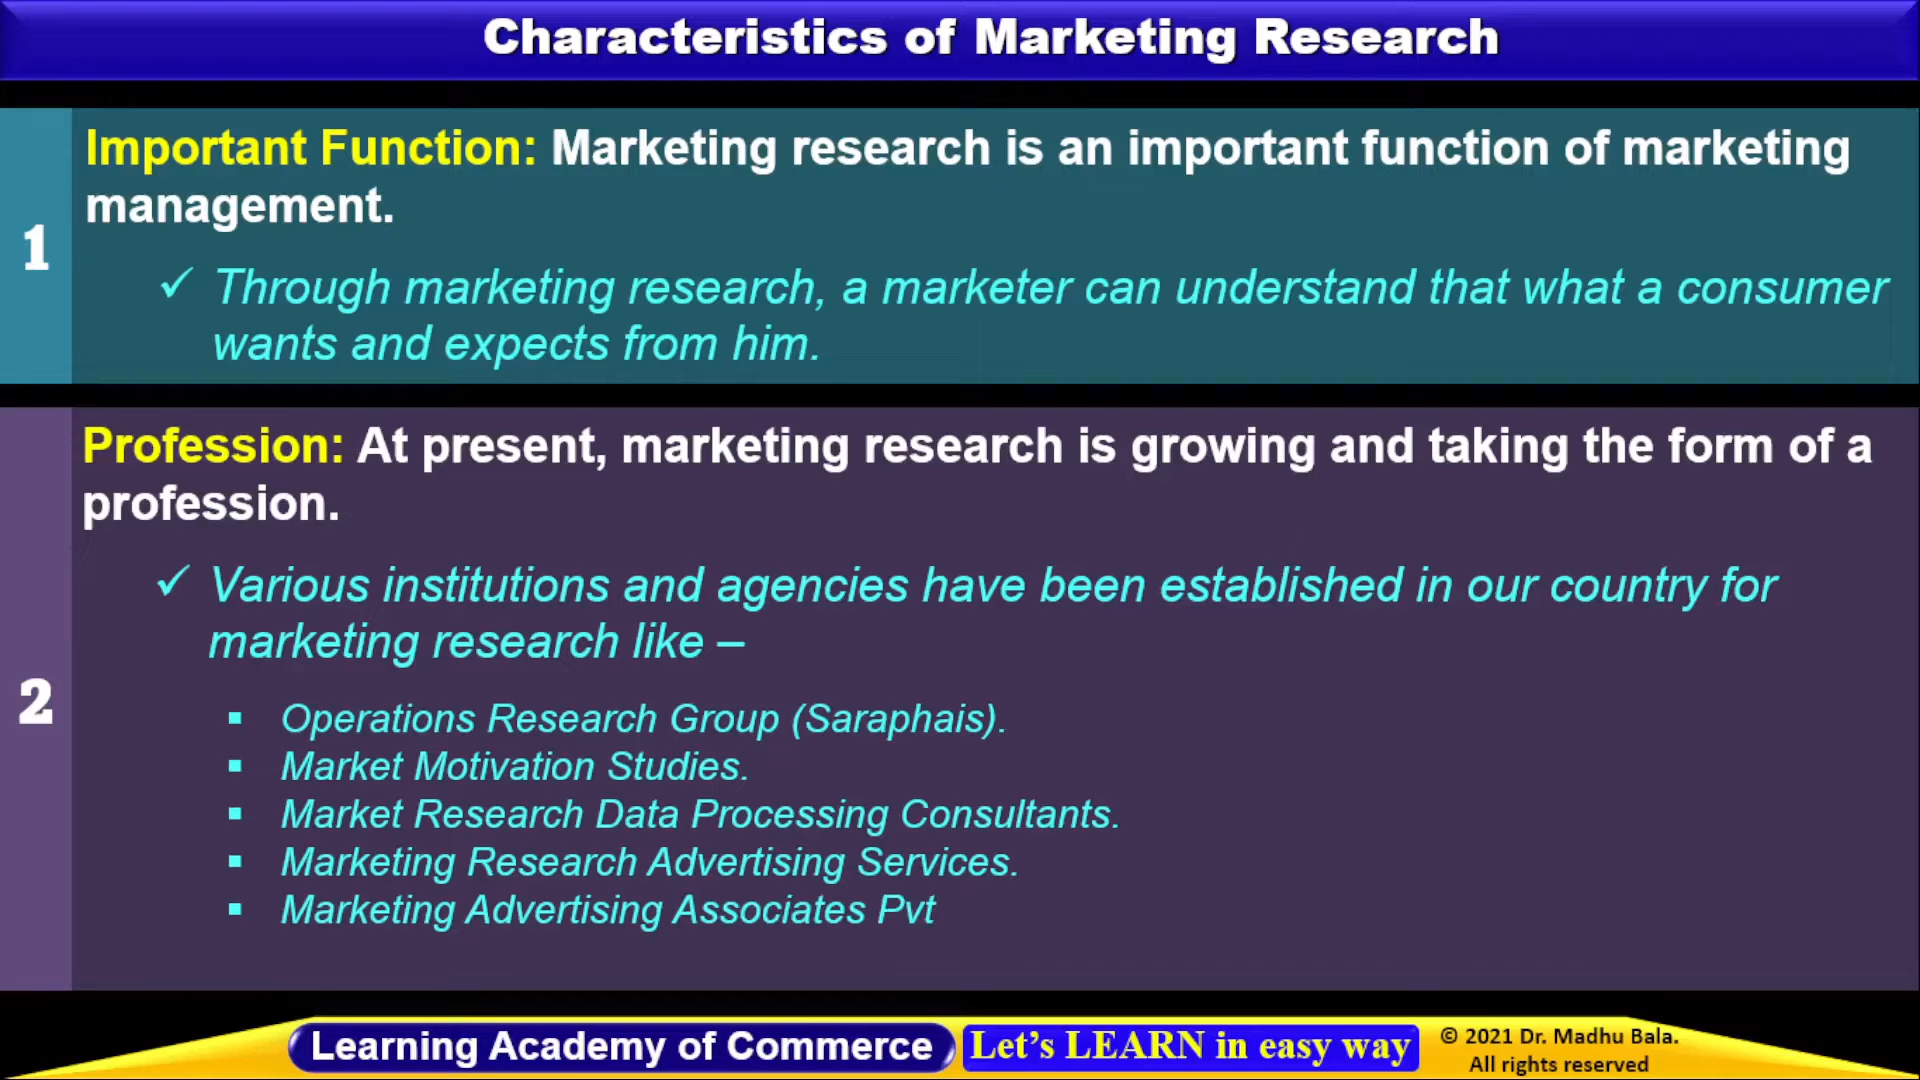 Characteristics of Marketing Research
1
Important Function: Marketing research is an important function of marketing
management.
✓ Through marketing research, a marketer can understand that what a consumer
wants and expects from him.
2
Profession: At present, marketing research is growing and taking the form of a
profession.
✓ Various institutions and agencies have been established in our country for
marketing research like –
▪ Operations Research Group (Saraphais).
▪ Market Motivation Studies.
▪ Market Research Data Processing Consultants.
▪ Marketing Research Advertising Services.
▪ Marketing Advertising Associates Pvt
Learning Academy of Commerce
Let’s LEARN in easy way
© 2021 Dr. Madhu Bala.
All rights reserved